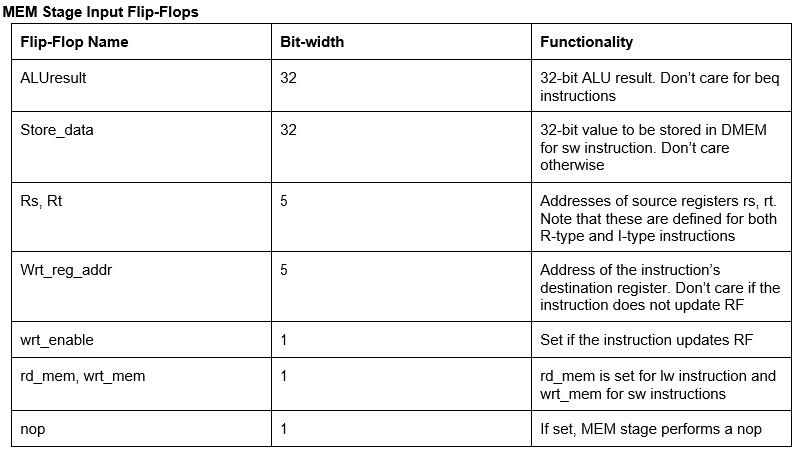 MEM Stage Input Flip-Flops
Flip-Flop Name Bit-width Functionality
ALUresult 32 32-bit ALU result. Don't care for beq
instructions
Store_data 32 32-bit value to be stored in DMEM
for sw instruction. Don't care
otherwise
Rs, Rt 5 Addresses of source registers rs, rt.
Note that these are defined for both
R-type and I-type instructions
Wrt_reg_addr 5 Address of the instruction's
destination register. Don't care if the
instruction does not update RF
wrt_enable 1 Set if the instruction updates RF
rd_mem, wrt_mem 1 rd_mem is set for lw instruction and
wrt_mem for sw instructions
nop 1 If set, MEM stage performs a nop